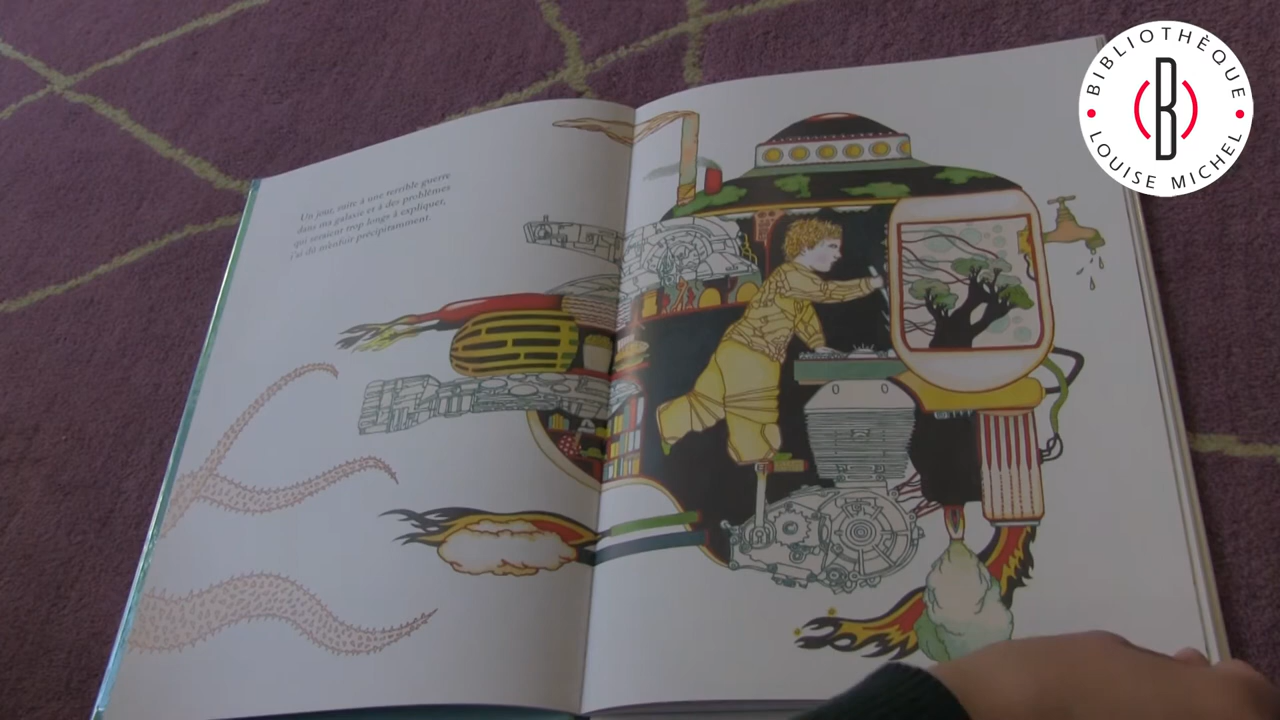 Un jour, suite à une terrible guerre
dans ma galaxie et à des problèmes
qui seraient trop longs à expliquer,
j'ai dû m'enfuir précipitamment.
BIBLIOTHÈQUE
(B)
LOUISE MICHEL